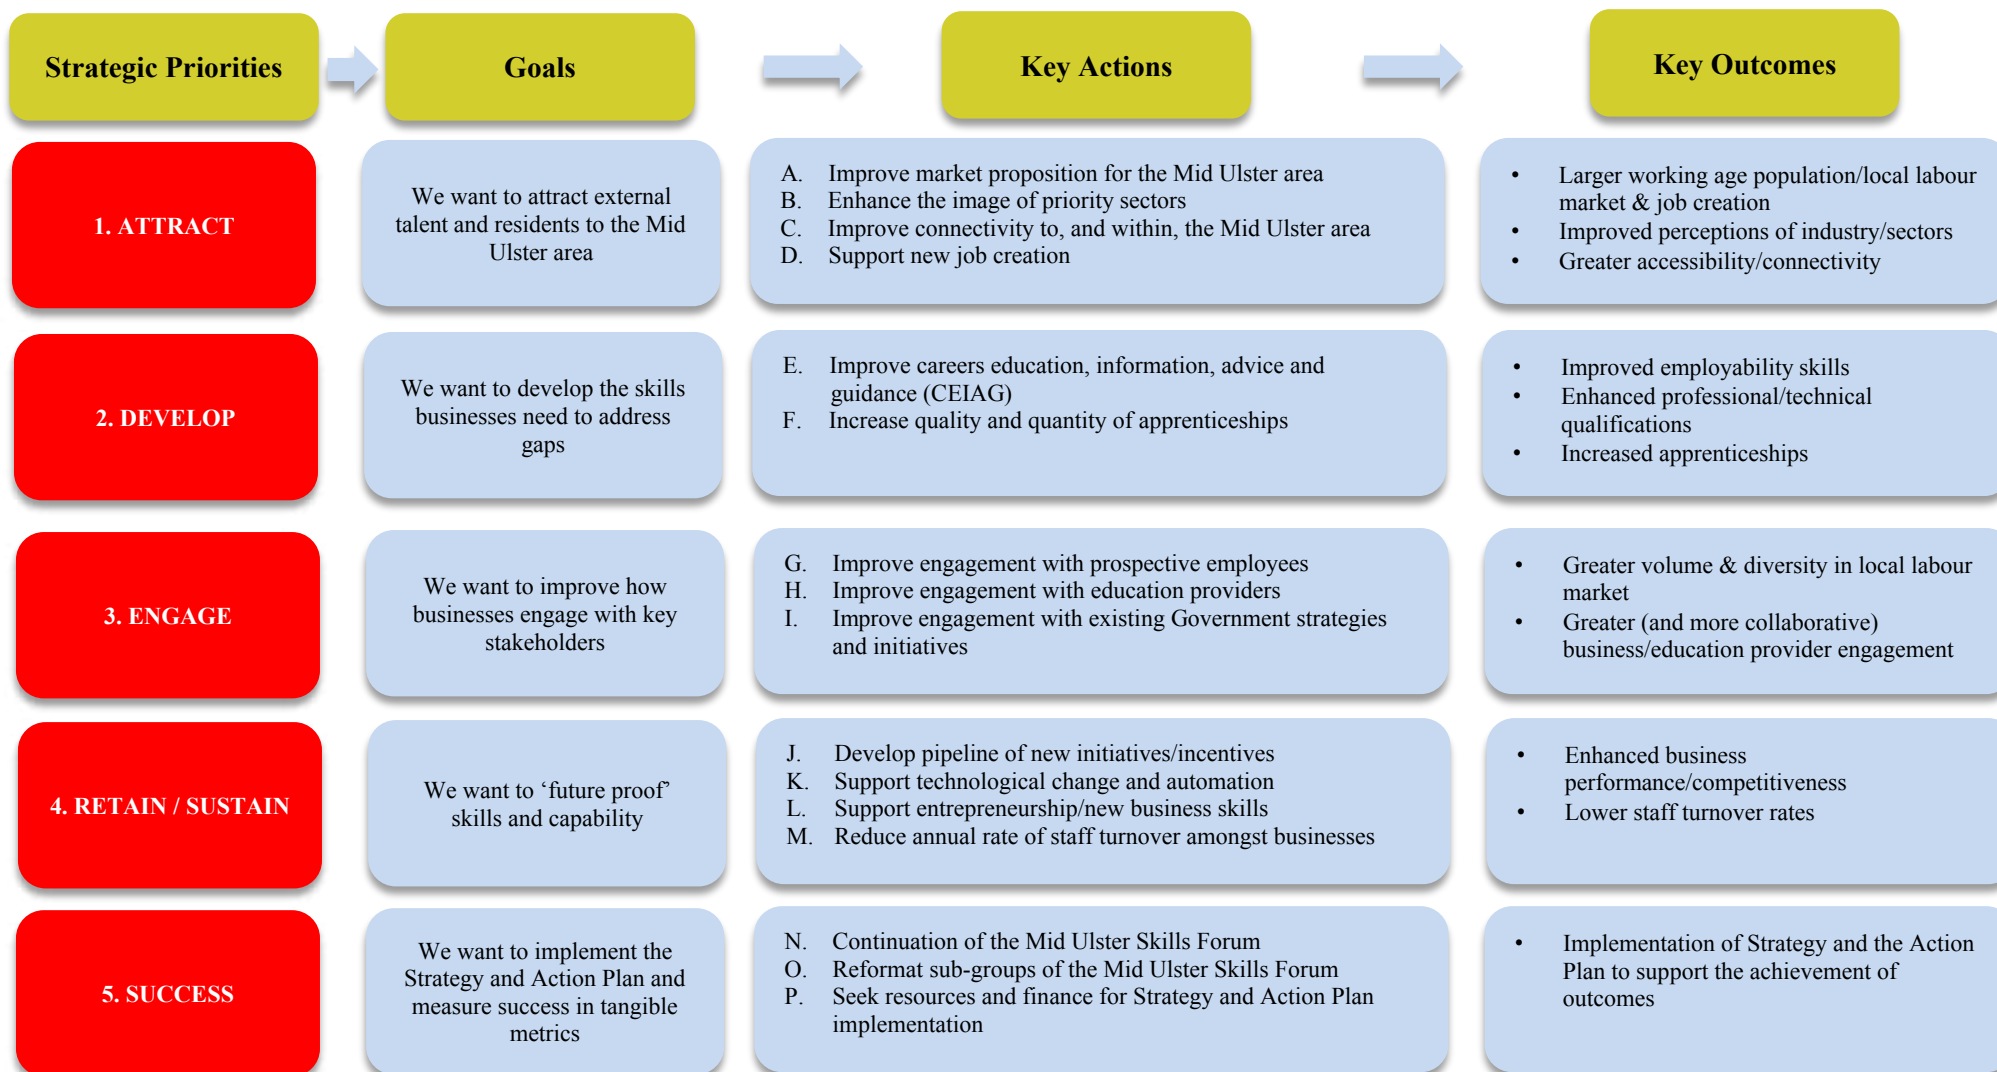 Strategic Priorities
Goals
Key Actions
Key Outcomes
1. ATTRACT
We want to attract external
talent and residents to the Mid
Ulster area
A. Improve market proposition for the Mid Ulster area
B. Enhance the image of priority sectors
C. Improve connectivity to, and within, the Mid Ulster area
D. Support new job creation
• Larger working age population/local labour
market & job creation
• Improved perceptions of industry/sectors
• Greater accessibility/connectivity
2. DEVELOP
We want to develop the skills
businesses need to address
gaps
E. Improve careers education, information, advice and
guidance (CEIAG)
F. Increase quality and quantity of apprenticeships
• Improved employability skills
• Enhanced professional/technical
qualifications
• Increased apprenticeships
3. ENGAGE
We want to improve how
businesses engage with key
stakeholders
G. Improve engagement with prospective employees
H. Improve engagement with education providers
I. Improve engagement with existing Government strategies
and initiatives
• Greater volume & diversity in local labour
market
• Greater (and more collaborative)
business/education provider engagement
4. RETAIN / SUSTAIN
We want to ‘future proof’
skills and capability
J. Develop pipeline of new initiatives/incentives
K. Support technological change and automation
L. Support entrepreneurship/new business skills
M. Reduce annual rate of staff turnover amongst businesses
• Enhanced business
performance/competitiveness
• Lower staff turnover rates
5. SUCCESS
We want to implement the
Strategy and Action Plan and
measure success in tangible
metrics
N. Continuation of the Mid Ulster Skills Forum
O. Reformat sub-groups of the Mid Ulster Skills Forum
P. Seek resources and finance for Strategy and Action Plan
implementation
• Implementation of Strategy and the Action
Plan to support the achievement of
outcomes